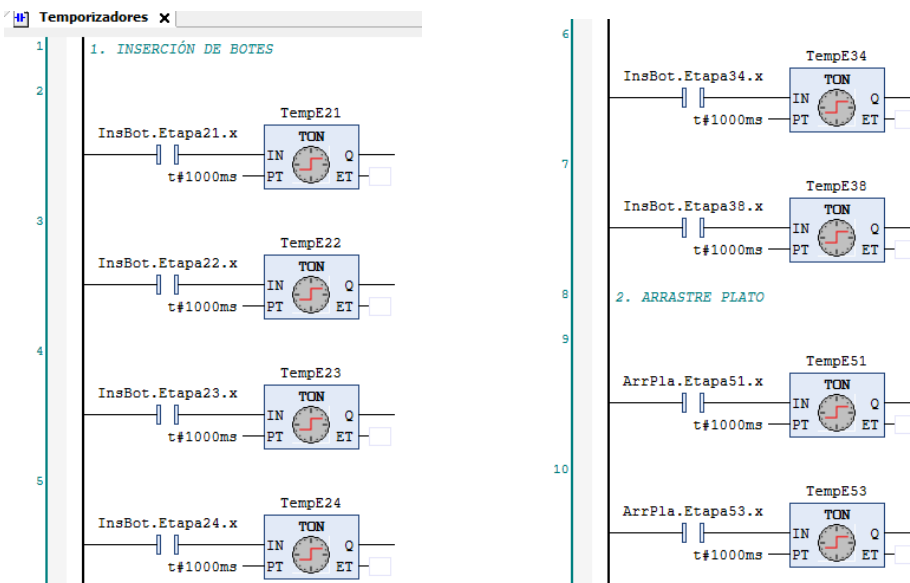 Temporizadores x
1
1. INSERCIÓN DE BOTES
2
TempE21
InsBot.Etapa21.x
TON
IN Q
t#1000ms PT ET
3
TempE22
InsBot.Etapa22.x
TON
IN Q
t#1000ms PT ET
4
TempE23
InsBot.Etapa23.x
TON
IN Q
t#1000ms PT ET
5
TempE24
InsBot.Etapa24.x
TON
IN Q
t#1000ms PT ET
6
TempE34
InsBot.Etapa34.x
TON
IN Q
t#1000ms PT ET
7
TempE38
InsBot.Etapa38.x
TON
IN Q
t#1000ms PT ET
8
2. ARRASTRE PLATO
9
TempE51
ArrPla.Etapa51.x
TON
IN Q
t#1000ms PT ET
10
TempE53
ArrPla.Etapa53.x
TON
IN Q
t#1000ms PT ET